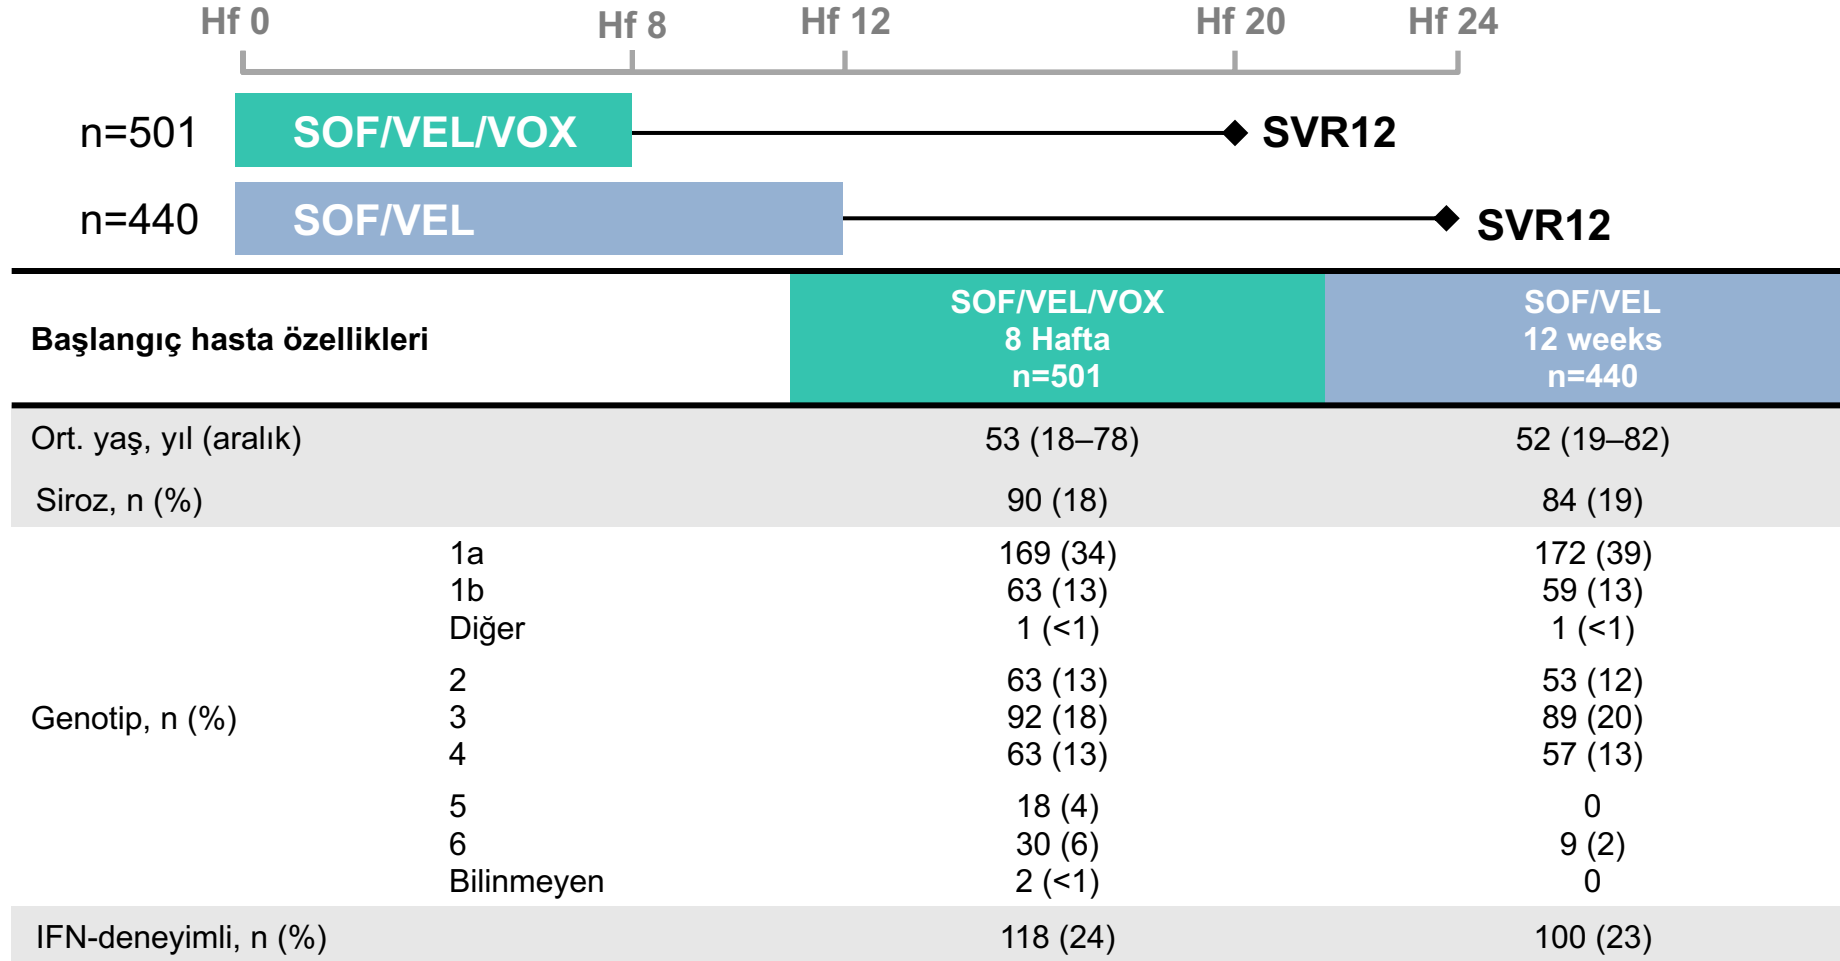 Hf 0 Hf 8 Hf 12 Hf 20 Hf 24
n=501 SOF/VEL/VOX SVR12
n=440 SOF/VEL SVR12
Başlangıç hasta özellikleri
SOF/VEL/VOX
8 Hafta
n=501
SOF/VEL
12 weeks
n=440
Ort. yaş, yıl (aralık) 53 (18–78) 52 (19–82)
Siroz, n (%) 90 (18) 84 (19)
Genotip, n (%)
1a 169 (34) 172 (39)
1b 63 (13) 59 (13)
Diğer 1 (<1) 1 (<1)
2 63 (13) 53 (12)
3 92 (18) 89 (20)
4 63 (13) 57 (13)
5 18 (4) 0
6 30 (6) 9 (2)
Bilinmeyen 2 (<1) 0
IFN-deneyimli, n (%) 118 (24) 100 (23)